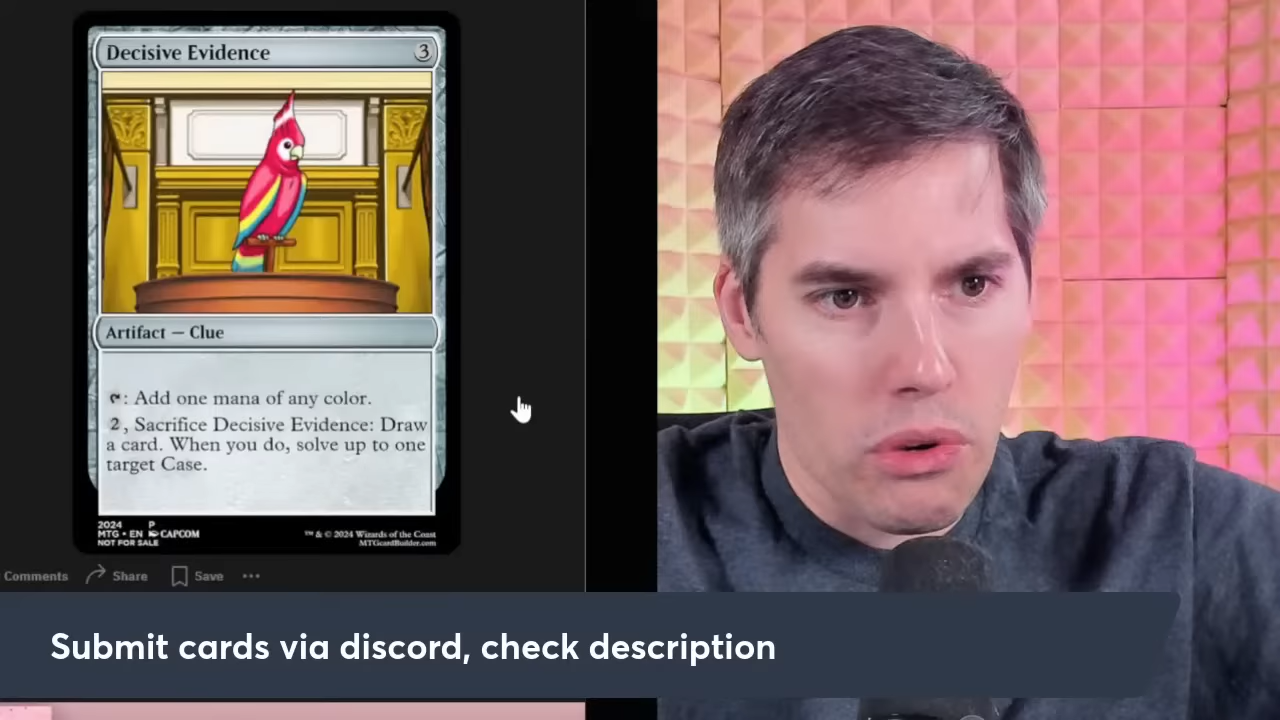 Decisive Evidence 3
Artifact — Clue
: Add one mana of any color.
2, Sacrifice Decisive Evidence: Draw
a card. When you do, solve up to one
target Case.
2024 P
MTG • EN CAPCOM
NOT FOR SALE
™ & © 2024 Wizards of the Coast
MTGcardBuilder.com
Comments Share Save
Submit cards via discord, check description